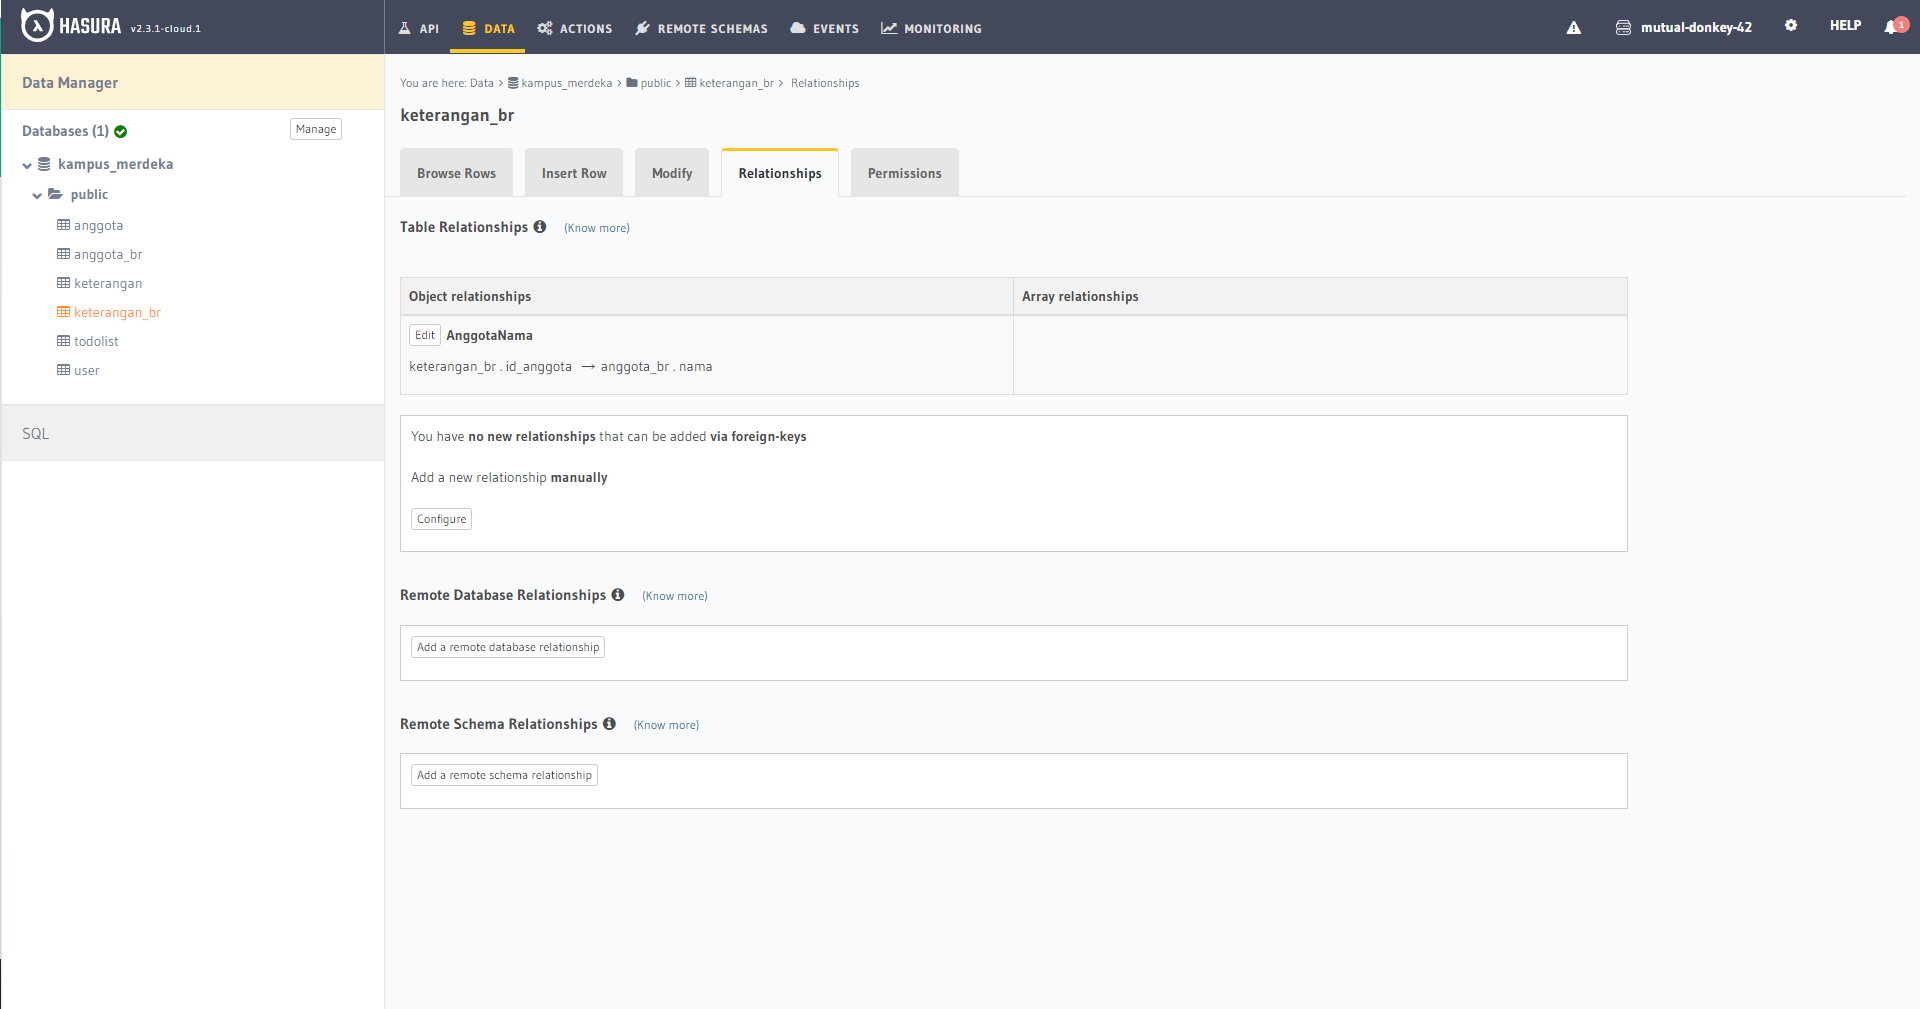 HASURA v2.3.1-cloud.1
API DATA ACTIONS REMOTE SCHEMAS EVENTS MONITORING mutual-donkey-42 HELP 1
Data Manager
Databases (1) Manage
kampus_merdeka
public
anggota
anggota_br
keterangan
keterangan_br
todolist
user
SQL
You are here: Data > kampus_merdeka > public > keterangan_br > Relationships
keterangan_br
Browse Rows Insert Row Modify Relationships Permissions
Table Relationships (Know more)
Object relationships Array relationships
Edit AnggotaNama
keterangan_br . id_anggota → anggota_br . nama
You have no new relationships that can be added via foreign-keys
Add a new relationship manually
Configure
Remote Database Relationships (Know more)
Add a remote database relationship
Remote Schema Relationships (Know more)
Add a remote schema relationship